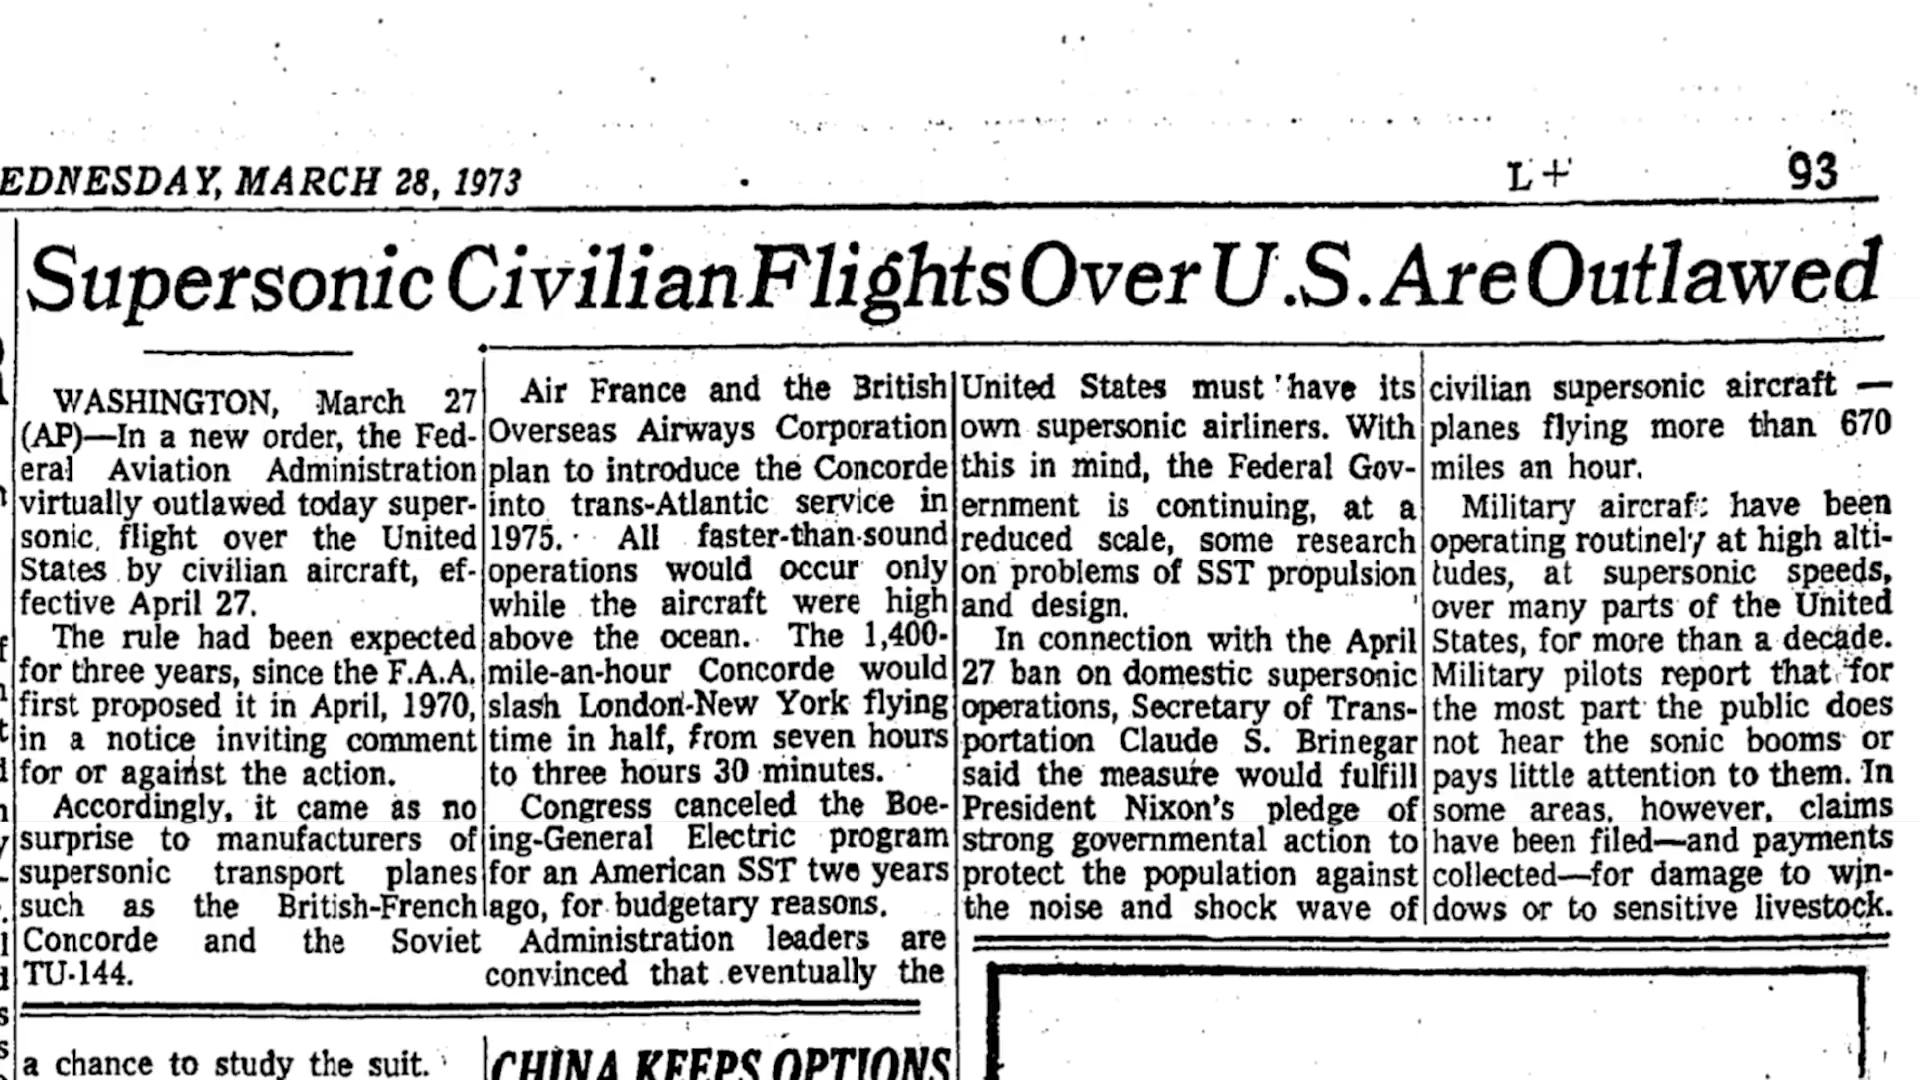 EDNESDAY, MARCH 28, 1973
L+
93
Supersonic Civilian Flights Over U.S. Are Outlawed
WASHINGTON, March 27
(AP)—In a new order, the Fed-
eral Aviation Administration
virtually outlawed today super-
sonic flight over the United
States by civilian aircraft, ef-
fective April 27.
The rule had been expected
for three years, since the F.A.A.
first proposed it in April, 1970,
in a notice inviting comment
for or against the action.
Accordingly, it came as no
surprise to manufacturers of
supersonic transport planes
such as the British-French
Concorde and the Soviet
TU-144.
Air France and the British
Overseas Airways Corporation
plan to introduce the Concorde
into trans-Atlantic service in
1975. All faster-than-sound
operations would occur only
while the aircraft were high
above the ocean. The 1,400-
mile-an-hour Concorde would
slash London-New York flying
time in half, from seven hours
to three hours 30 minutes.
Congress canceled the Boe-
ing-General Electric program
for an American SST two years
ago, for budgetary reasons.
Administration leaders are
convinced that eventually the
United States must have its
own supersonic airliners. With
this in mind, the Federal Gov-
ernment is continuing, at a
reduced scale, some research
on problems of SST propulsion
and design.
In connection with the April
27 ban on domestic supersonic
operations, Secretary of Trans-
portation Claude S. Brinegar
said the measure would fulfill
President Nixon's pledge of
strong governmental action to
protect the population against
the noise and shock wave of
civilian supersonic aircraft —
planes flying more than 670
miles an hour.
Military aircraft have been
operating routinely at high alti-
tudes, at supersonic speeds,
over many parts of the United
States, for more than a decade.
Military pilots report that for
the most part the public does
not hear the sonic booms or
pays little attention to them. In
some areas, however, claims
have been filed—and payments
collected—for damage to win-
dows or to sensitive livestock.
a chance to study the suit.
CHINA KEEPS OPTIONS